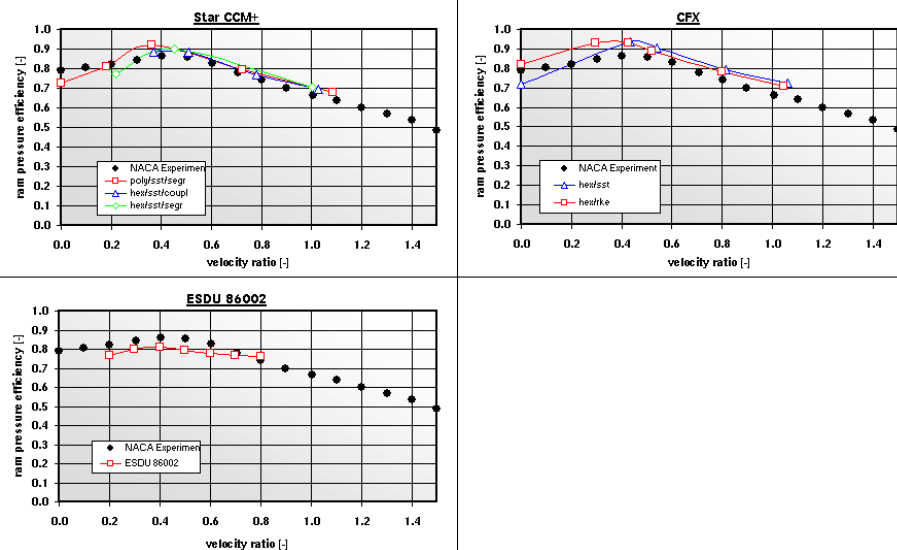 Star CCM+
ram pressure efficiency [-]
1.0
0.9
0.8
0.7
0.6
0.5
0.4
0.3
0.2
0.1
0.0
NACA Experimen
poly/sst/segr
hex/sst/coupl
hex/sst/segr
0.0 0.2 0.4 0.6 0.8 1.0 1.2 1.4
velocity ratio [-]
CFX
ram pressure efficiency [-]
1.0
0.9
0.8
0.7
0.6
0.5
0.4
0.3
0.2
0.1
0.0
NACA Experiment
hex/sst
hex/rke
0.0 0.2 0.4 0.6 0.8 1.0 1.2 1.4
velocity ratio [-]
ESDU 86002
ram pressure efficiency [-]
1.0
0.9
0.8
0.7
0.6
0.5
0.4
0.3
0.2
0.1
0.0
NACA Experimen
ESDU 86002
0.0 0.2 0.4 0.6 0.8 1.0 1.2 1.4
velocity ratio [-]